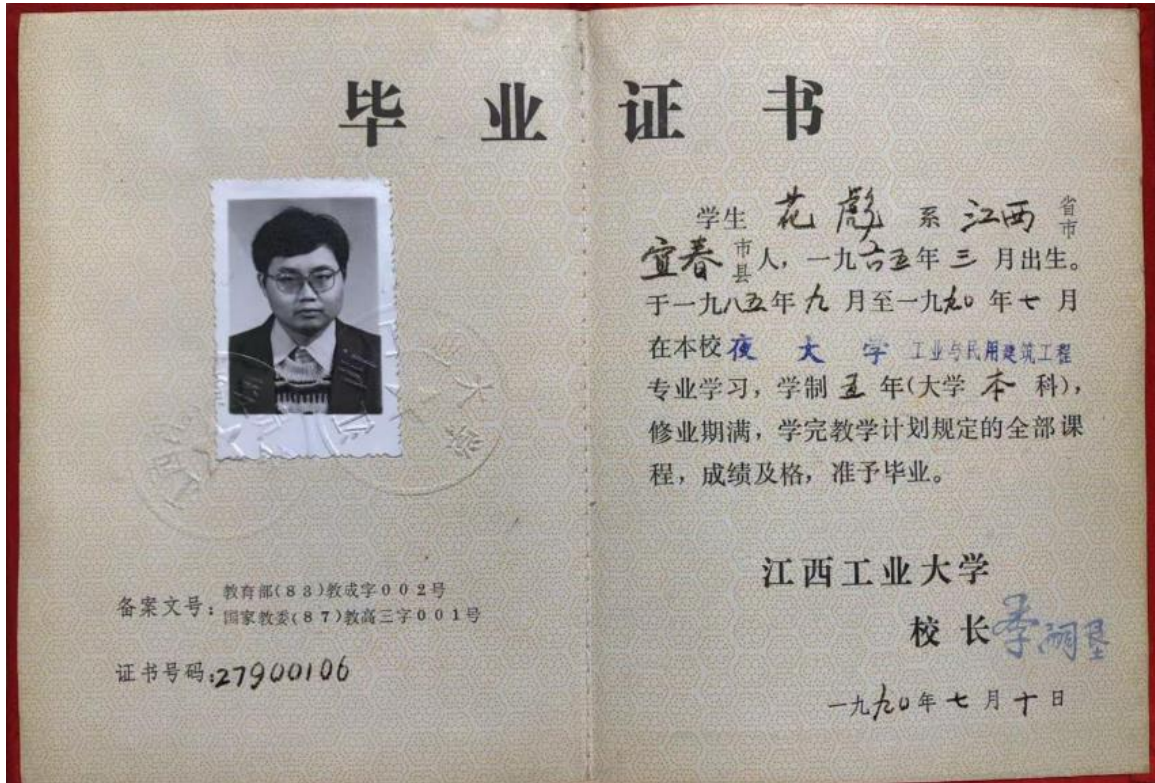 毕业证书
学生 花彪 系 江西 省市
宜春 市县人，一九六五年三月出生。
于一九八五年九月至一九九0年七月
在本校夜大学 工业与民用建筑工程
专业学习，学制五年(大学本科)，
修业期满，学完教学计划规定的全部课
程，成绩及格，准予毕业。
江西工业大学
校长
一九九0年七月十日
备案文号：教育部(83)教成字002号
国家教委(87)教高三字001号
证书号码:27900106